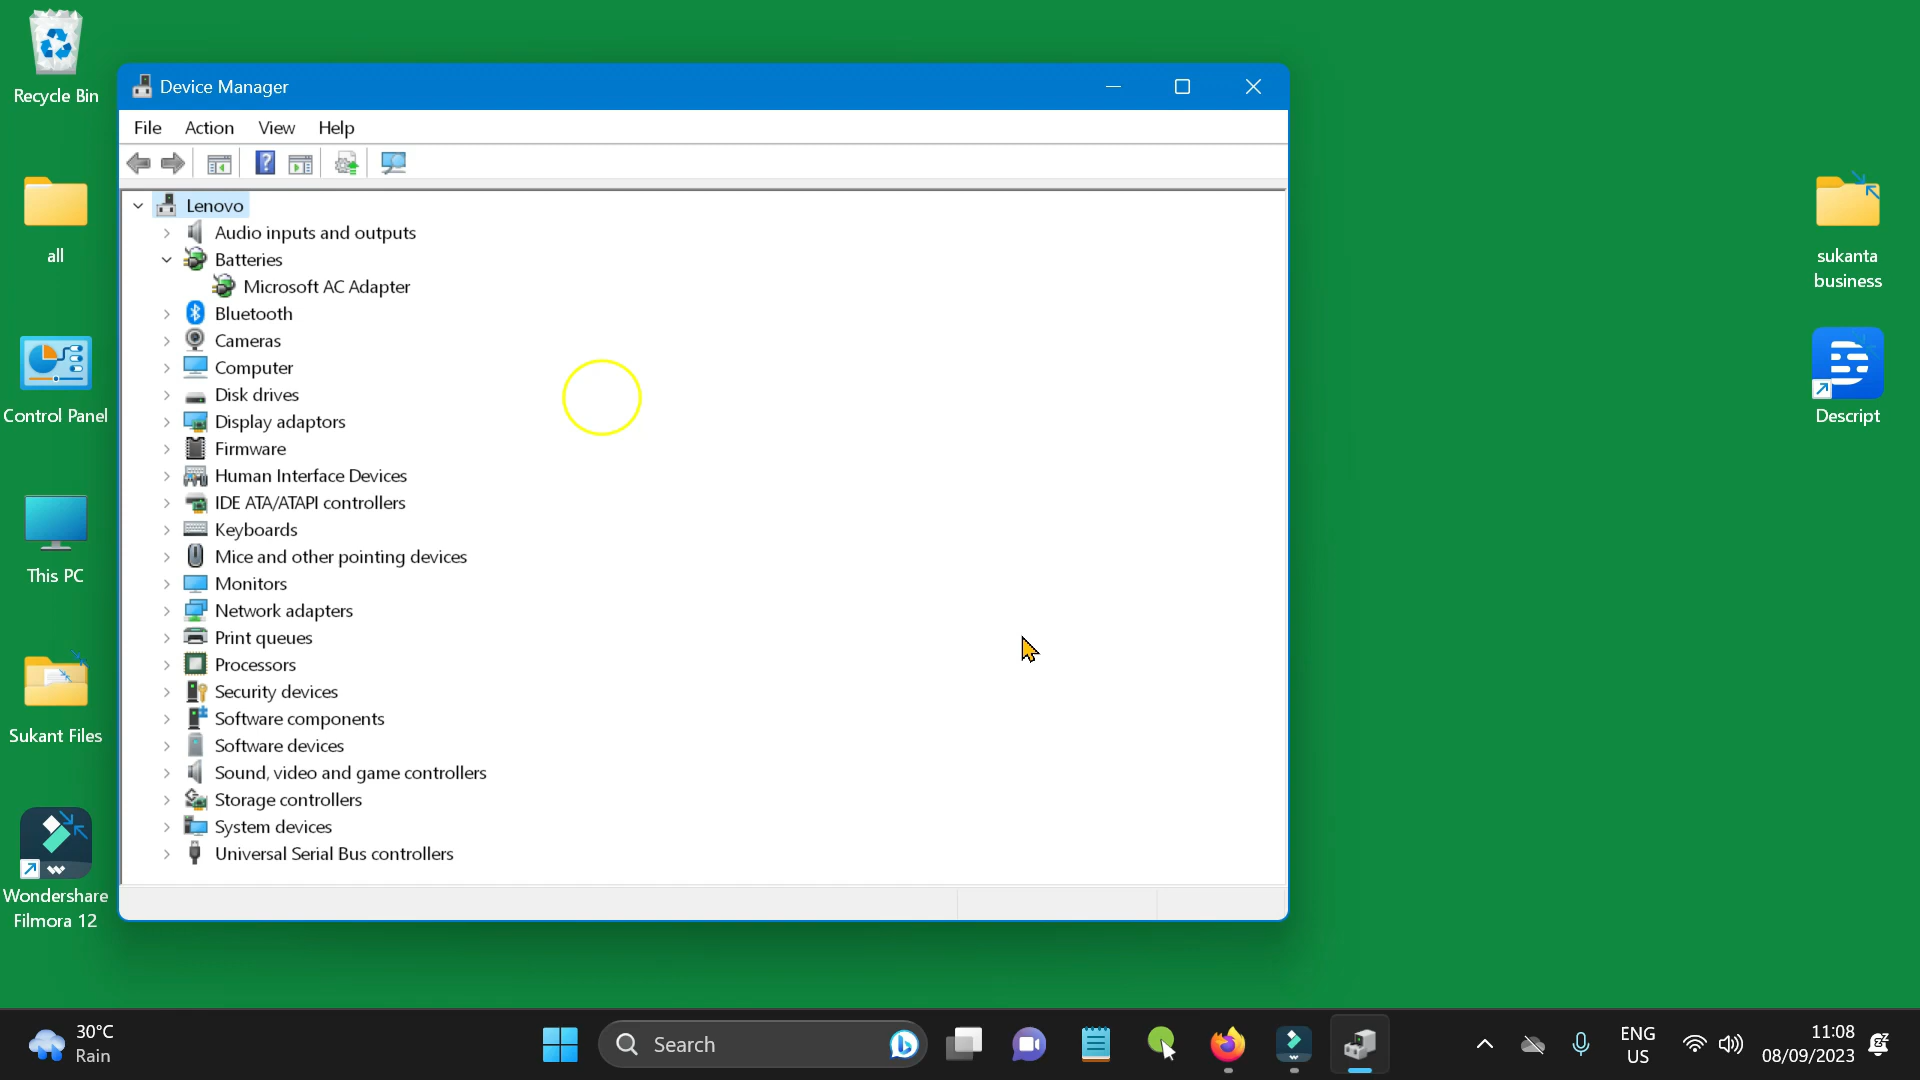 Recycle Bin
all
Control Panel
This PC
Sukant Files
Wondershare
Filmora 12
Device Manager
File Action View Help
Lenovo
Audio inputs and outputs
Batteries
Microsoft AC Adapter
Bluetooth
Cameras
Computer
Disk drives
Display adaptors
Firmware
Human Interface Devices
IDE ATA/ATAPI controllers
Keyboards
Mice and other pointing devices
Monitors
Network adapters
Print queues
Processors
Security devices
Software components
Software devices
Sound, video and game controllers
Storage controllers
System devices
Universal Serial Bus controllers
sukanta
business
Descript
30°C
Rain
Search
ENG
US
11:08
08/09/2023